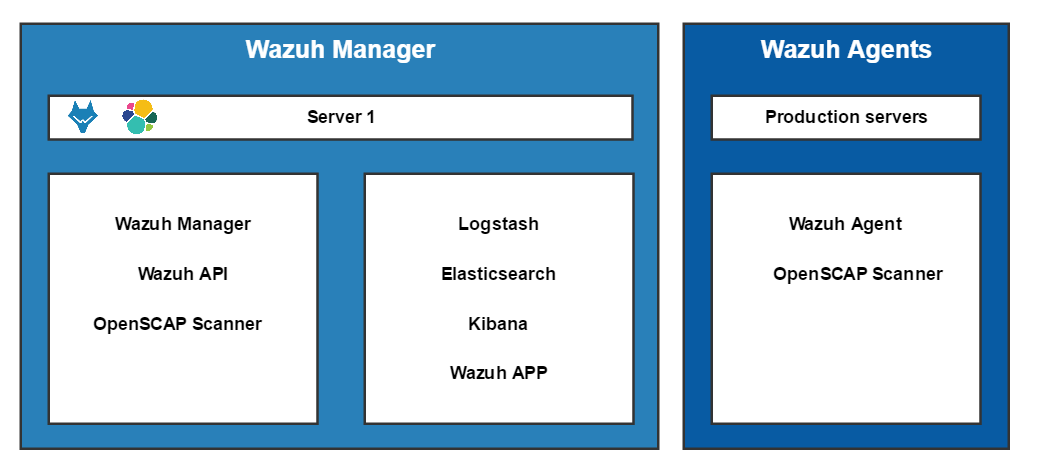 Wazuh Manager
Server 1
Wazuh Manager
Wazuh API
OpenSCAP Scanner
Logstash
Elasticsearch
Kibana
Wazuh APP
Wazuh Agents
Production servers
Wazuh Agent
OpenSCAP Scanner